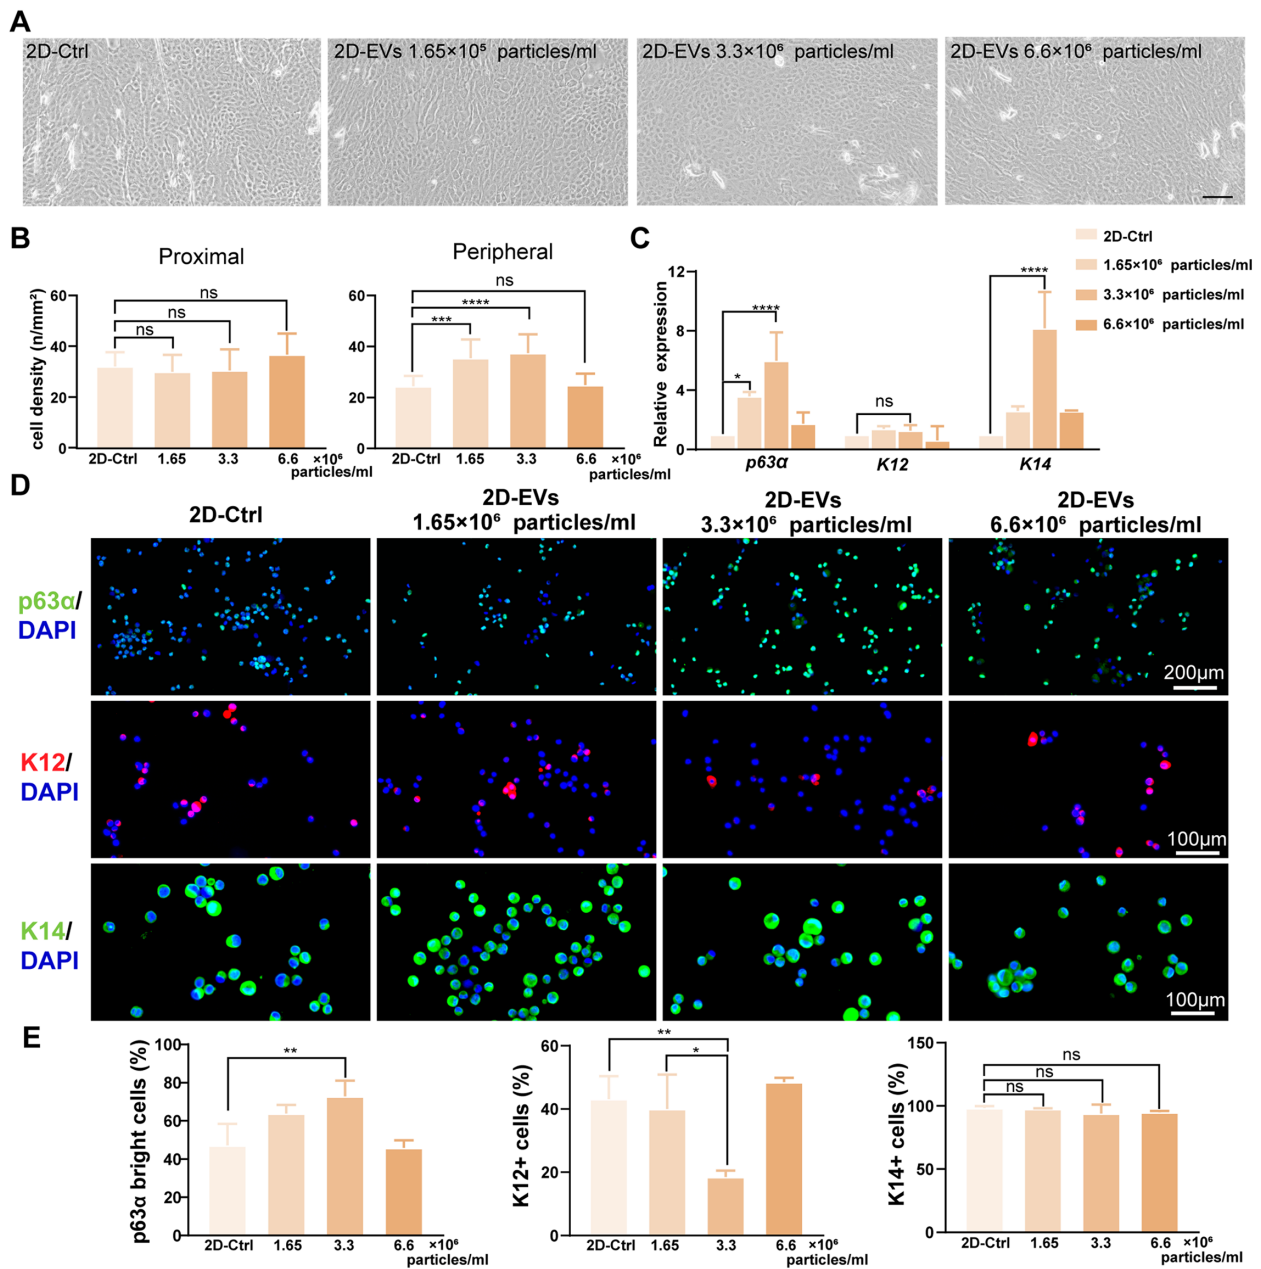 A
2D-Ctrl
2D-EVs 1.65×10⁵ particles/ml
2D-EVs 3.3×10⁶ particles/ml
2D-EVs 6.6×10⁶ particles/ml
B
Proximal
cell density (n/mm²)
60
40
20
0
ns
ns
ns
2D-Ctrl 1.65 3.3 6.6 ×10⁶
particles/ml
Peripheral
60
40
20
0
ns
****
***
2D-Ctrl 1.65 3.3 6.6 ×10⁶
particles/ml
C
2D-Ctrl
1.65×10⁶ particles/ml
3.3×10⁶ particles/ml
6.6×10⁶ particles/ml
Relative expression
12
8
4
0
****
*
ns
****
p63α K12 K14
D
2D-Ctrl
2D-EVs
1.65×10⁶ particles/ml
2D-EVs
3.3×10⁶ particles/ml
2D-EVs
6.6×10⁶ particles/ml
p63α/
DAPI
200μm
K12/
DAPI
100μm
K14/
DAPI
100μm
E
p63α bright cells (%)
100
80
60
40
20
0
**
2D-Ctrl 1.65 3.3 6.6 ×10⁶
particles/ml
K12+ cells (%)
60
40
20
0
**
*
2D-Ctrl 1.65 3.3 6.6 ×10⁶
particles/ml
K14+ cells (%)
150
100
50
0
ns
ns
ns
2D-Ctrl 1.65 3.3 6.6 ×10⁶
particles/ml